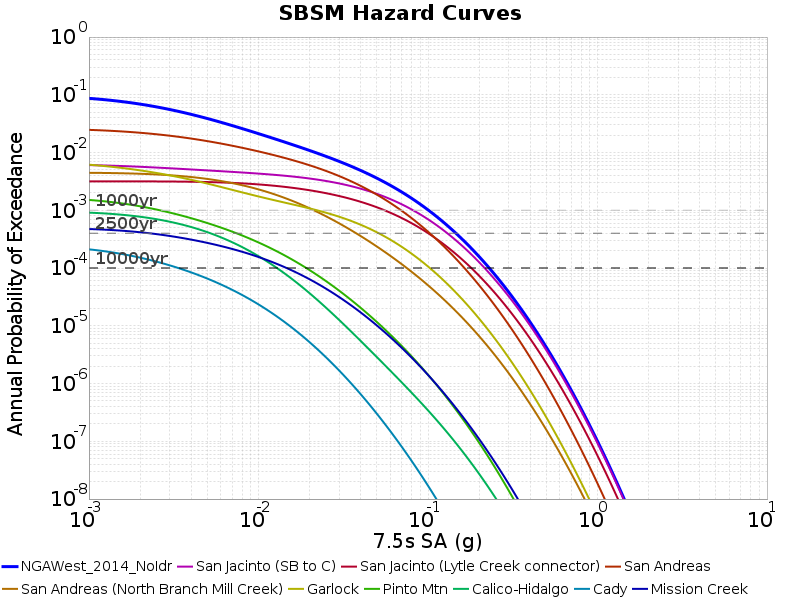 SBSM Hazard Curves
Annual Probability of Exceedance
10^0
10^-1
10^-2
10^-3
10^-4
10^-5
10^-6
10^-7
10^-8
1000yr
2500yr
10000yr
10^-3 10^-2 10^-1 10^0 10^1
7.5s SA (g)
NGAWest_2014_NoIdr San Jacinto (SB to C) San Jacinto (Lytle Creek connector) San Andreas
San Andreas (North Branch Mill Creek) Garlock Pinto Mtn Calico-Hidalgo Cady Mission Creek